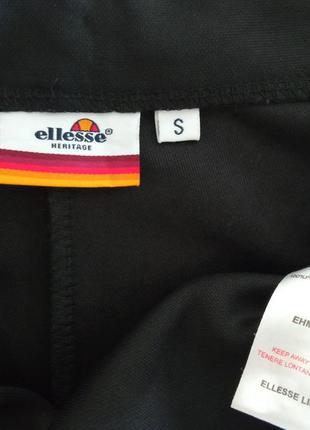 ellesse®
HERITAGE
S
EHM
KEEP AWAY
TENERE LONTAN
ELLESSE LI